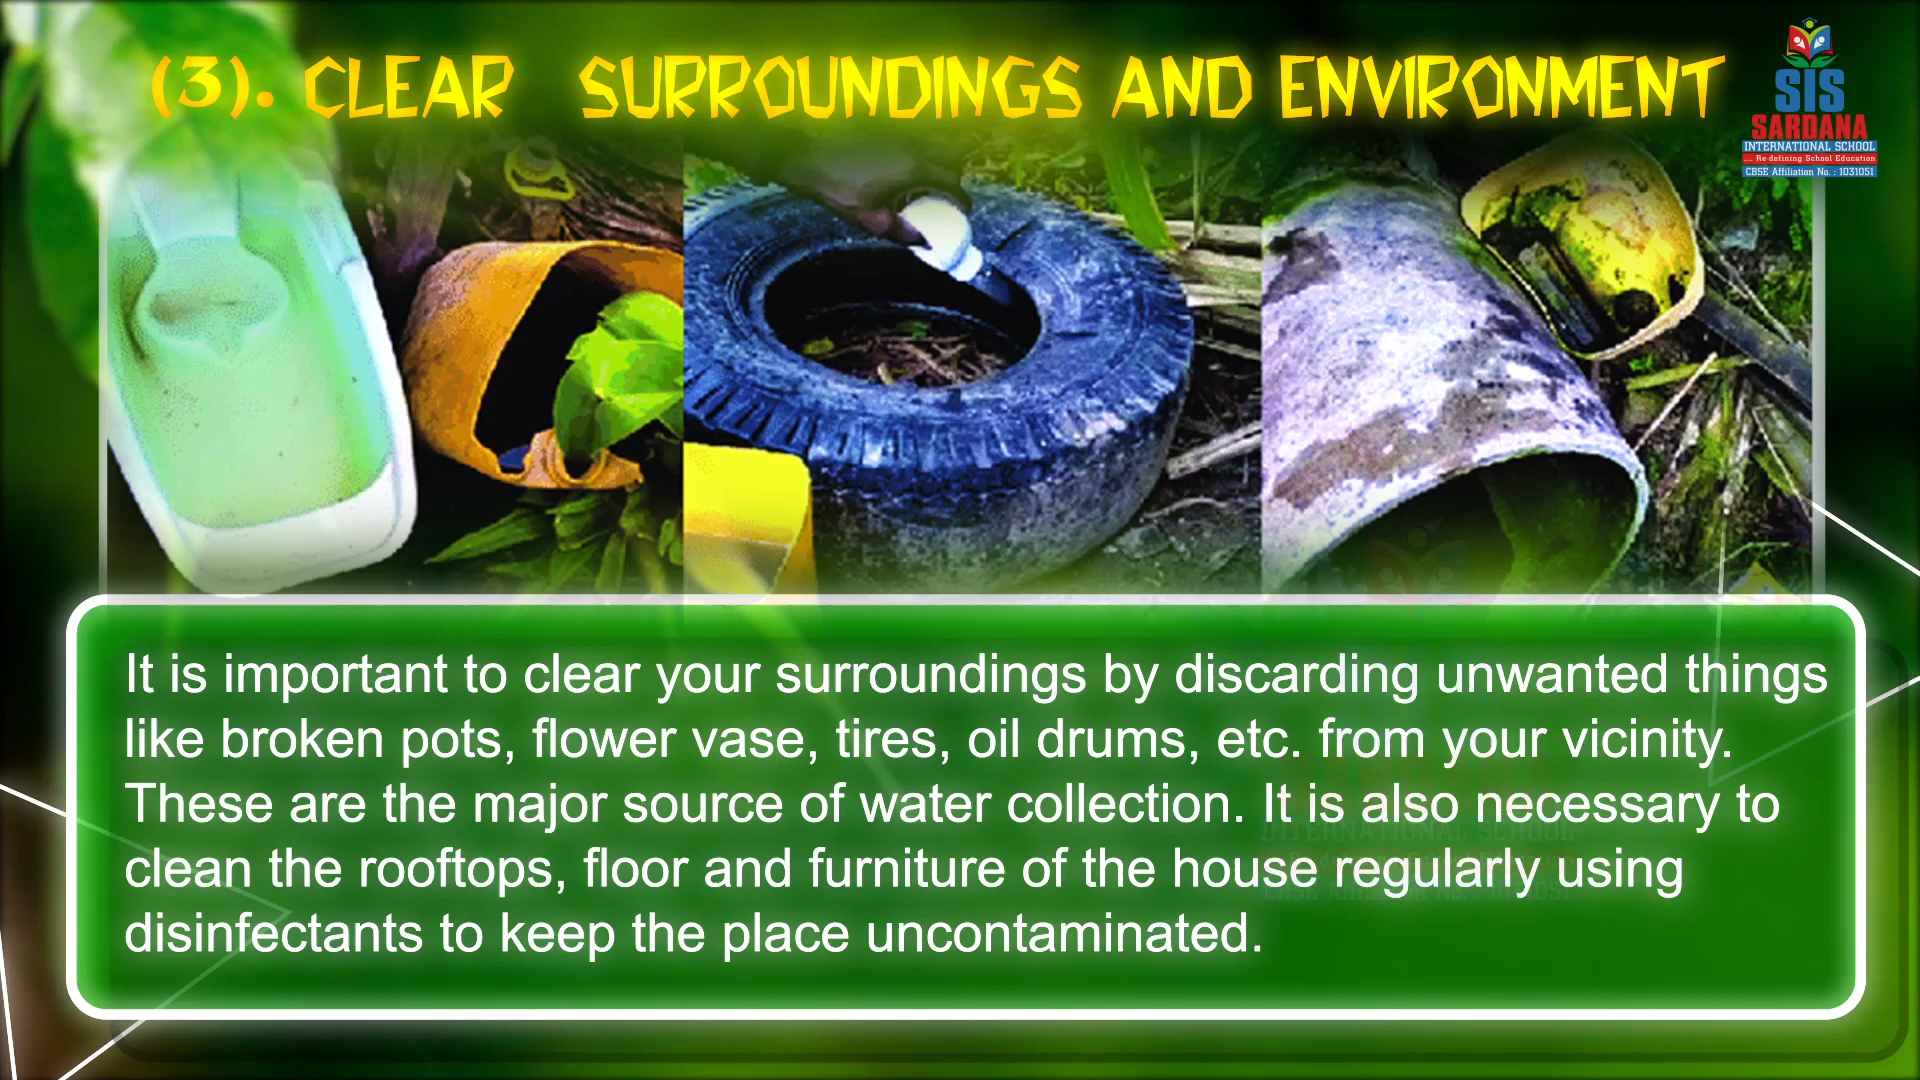 (3). CLEAR SURROUNDINGS AND ENVIRONMENT
SIS
SARDANA
INTERNATIONAL SCHOOL
.... Re-defining School Education
CBSE Affiliation No. : 1031051
It is important to clear your surroundings by discarding unwanted things
like broken pots, flower vase, tires, oil drums, etc. from your vicinity.
These are the major source of water collection. It is also necessary to
clean the rooftops, floor and furniture of the house regularly using
disinfectants to keep the place uncontaminated.